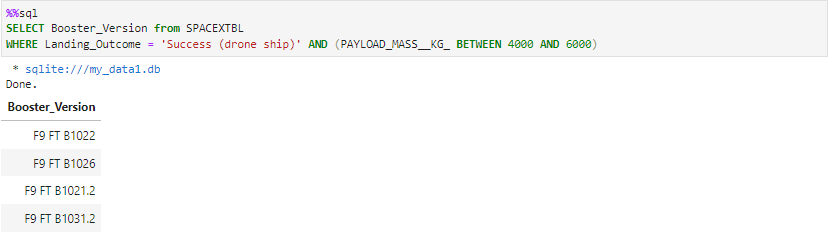 %%sql
SELECT Booster_Version from SPACEXTBL
WHERE Landing_Outcome = 'Success (drone ship)' AND (PAYLOAD_MASS__KG_ BETWEEN 4000 AND 6000)
* sqlite:///my_data1.db
Done.
Booster_Version
F9 FT B1022
F9 FT B1026
F9 FT B1021.2
F9 FT B1031.2